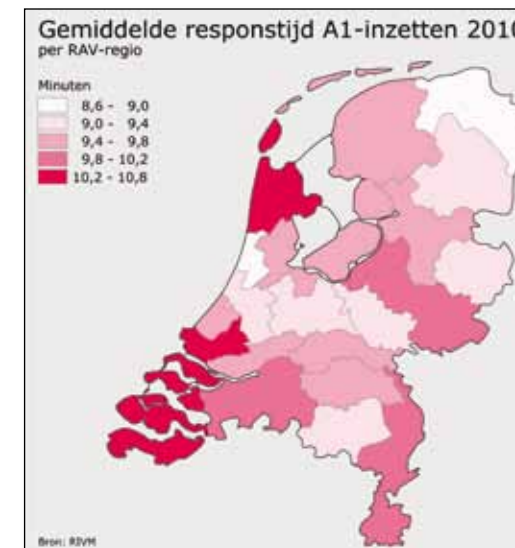 Gemiddelde responstijd A1-inzetten 2010
per RAV-regio
Minuten
8,6 - 9,0
9,0 - 9,4
9,4 - 9,8
9,8 - 10,2
10,2 - 10,8
Bron: RIVM